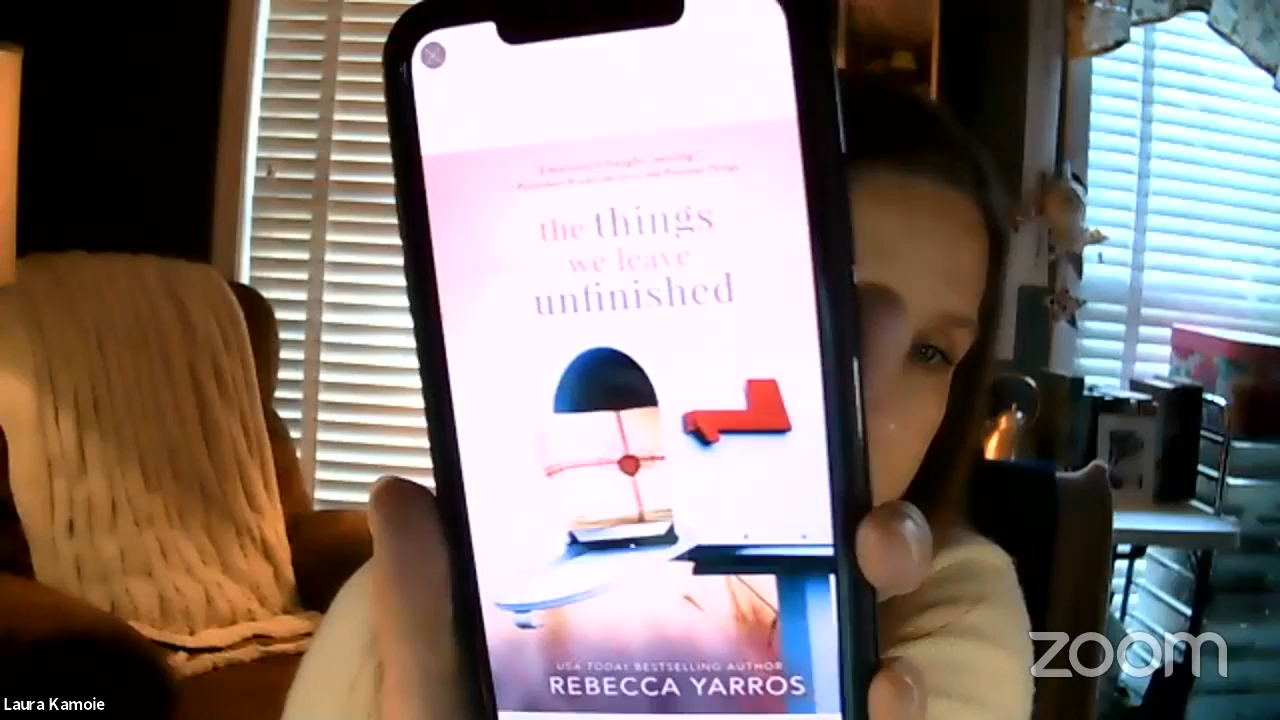 the things
we leave
unfinished
USA TODAY BESTSELLING AUTHOR
REBECCA YARROS
zoom
Laura Kamoie